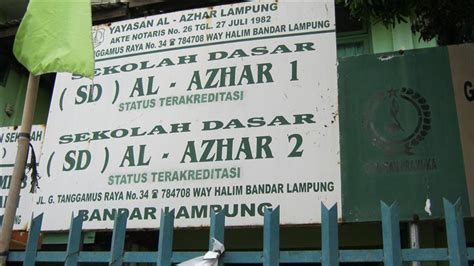 YAYASAN AL - AZHAR LAMPUNG
AKTE NOTARIS No. 26 TGL. 27 JULI 1982
JL. G. TANGGAMUS RAYA No. 34 ☎ 784708 WAY HALIM BANDAR LAMPUNG
SEKOLAH DASAR
( SD ) AL - AZHAR 1
STATUS TERAKREDITASI
SEKOLAH DASAR
(SD ) AL - AZHAR 2
STATUS TERAKREDITASI
JL. G. TANGGAMUS RAYA No. 34 ☎ 784708 WAY HALIM BANDAR LAMPUNG
BANDAR LAMPUNG